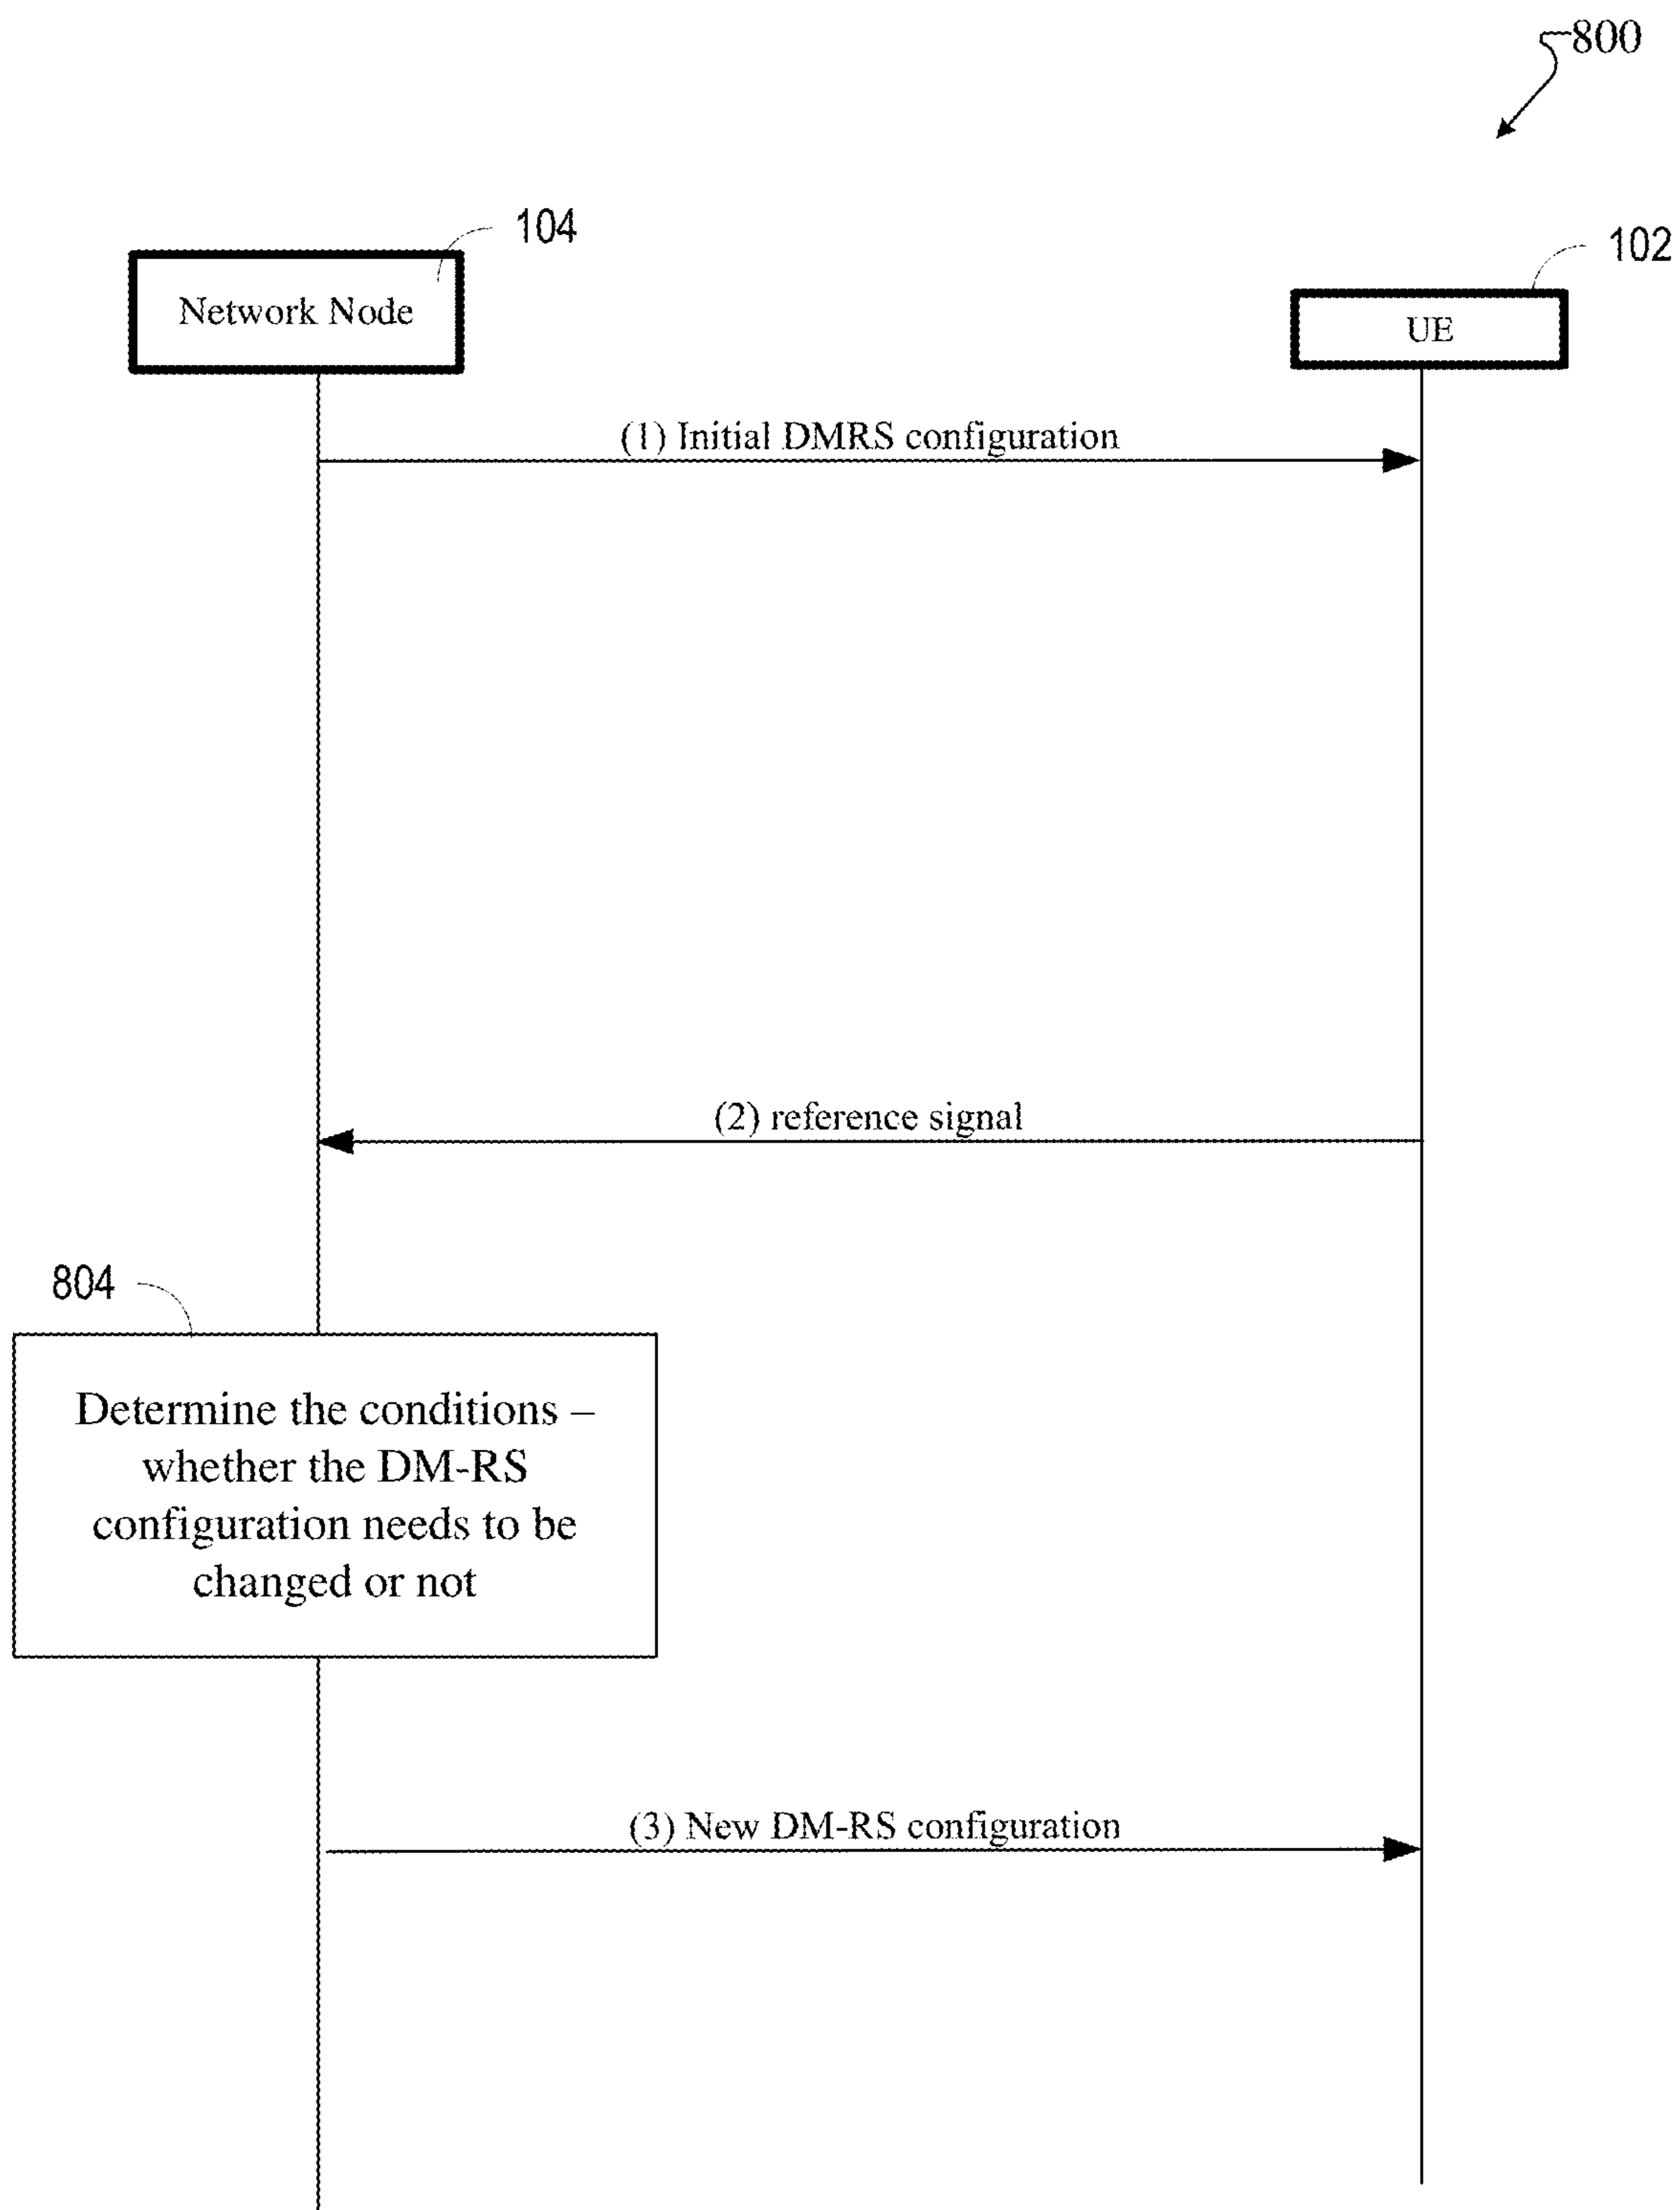 800
104
102
Network Node
UE
(1) Initial DMRS configuration
(2) reference signal
804
Determine the conditions –
whether the DM-RS
configuration needs to be
changed or not
(3) New DM-RS configuration